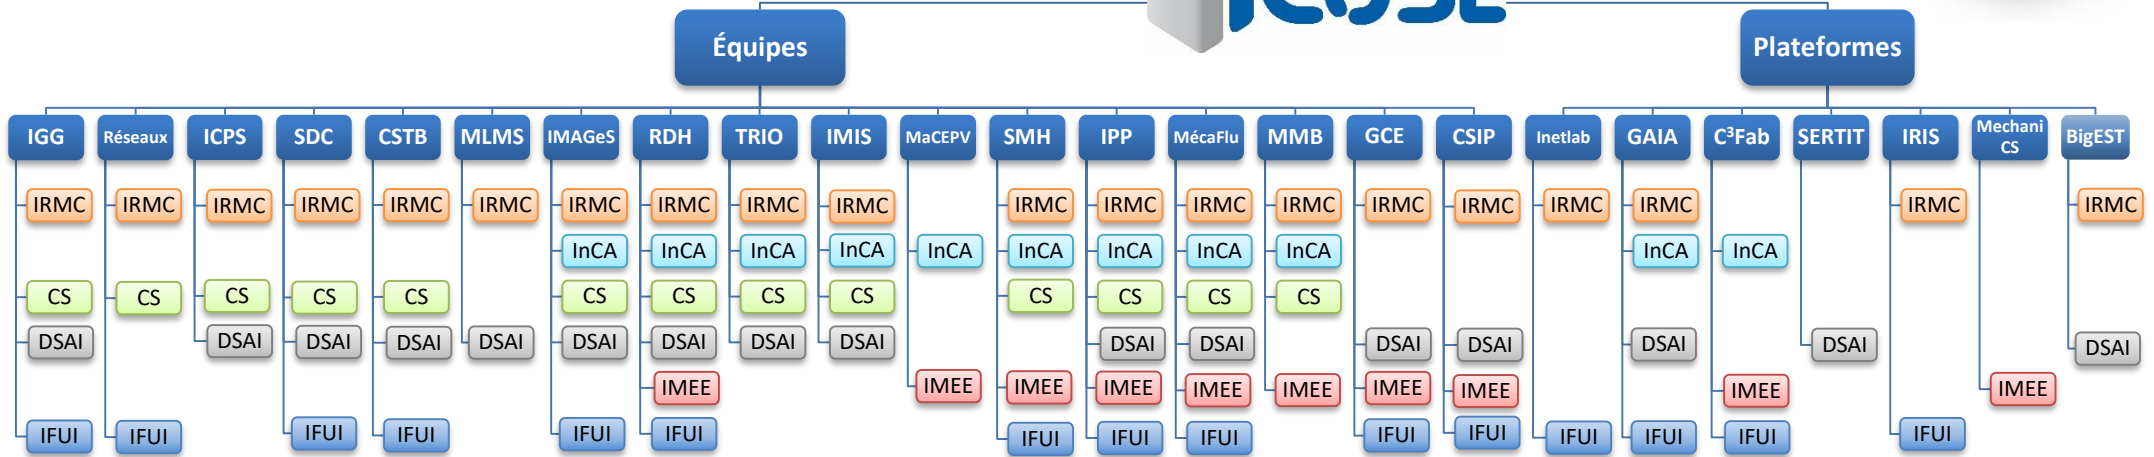 Équipes
Plateformes
IGG Réseaux ICPS SDC CSTB MLMS IMAGeS RDH TRIO IMIS MaCEPV SMH IPP MécaFlu MMB GCE CSIP Inetlab GAIA C³Fab SERTIT IRIS Mechani BigEST
CS
IRMC IRMC IRMC IRMC IRMC IRMC IRMC IRMC IRMC IRMC IRMC IRMC IRMC IRMC IRMC IRMC IRMC IRMC IRMC IRMC
InCA InCA InCA InCA InCA InCA InCA InCA InCA InCA InCA
CS CS CS CS CS CS CS CS CS CS CS CS CS
DSAI DSAI DSAI DSAI DSAI DSAI DSAI DSAI DSAI DSAI DSAI DSAI DSAI DSAI DSAI DSAI
IMEE IMEE IMEE IMEE IMEE IMEE IMEE IMEE IMEE IMEE
IFUI IFUI IFUI IFUI IFUI IFUI IFUI IFUI IFUI IFUI IFUI IFUI IFUI IFUI IFUI